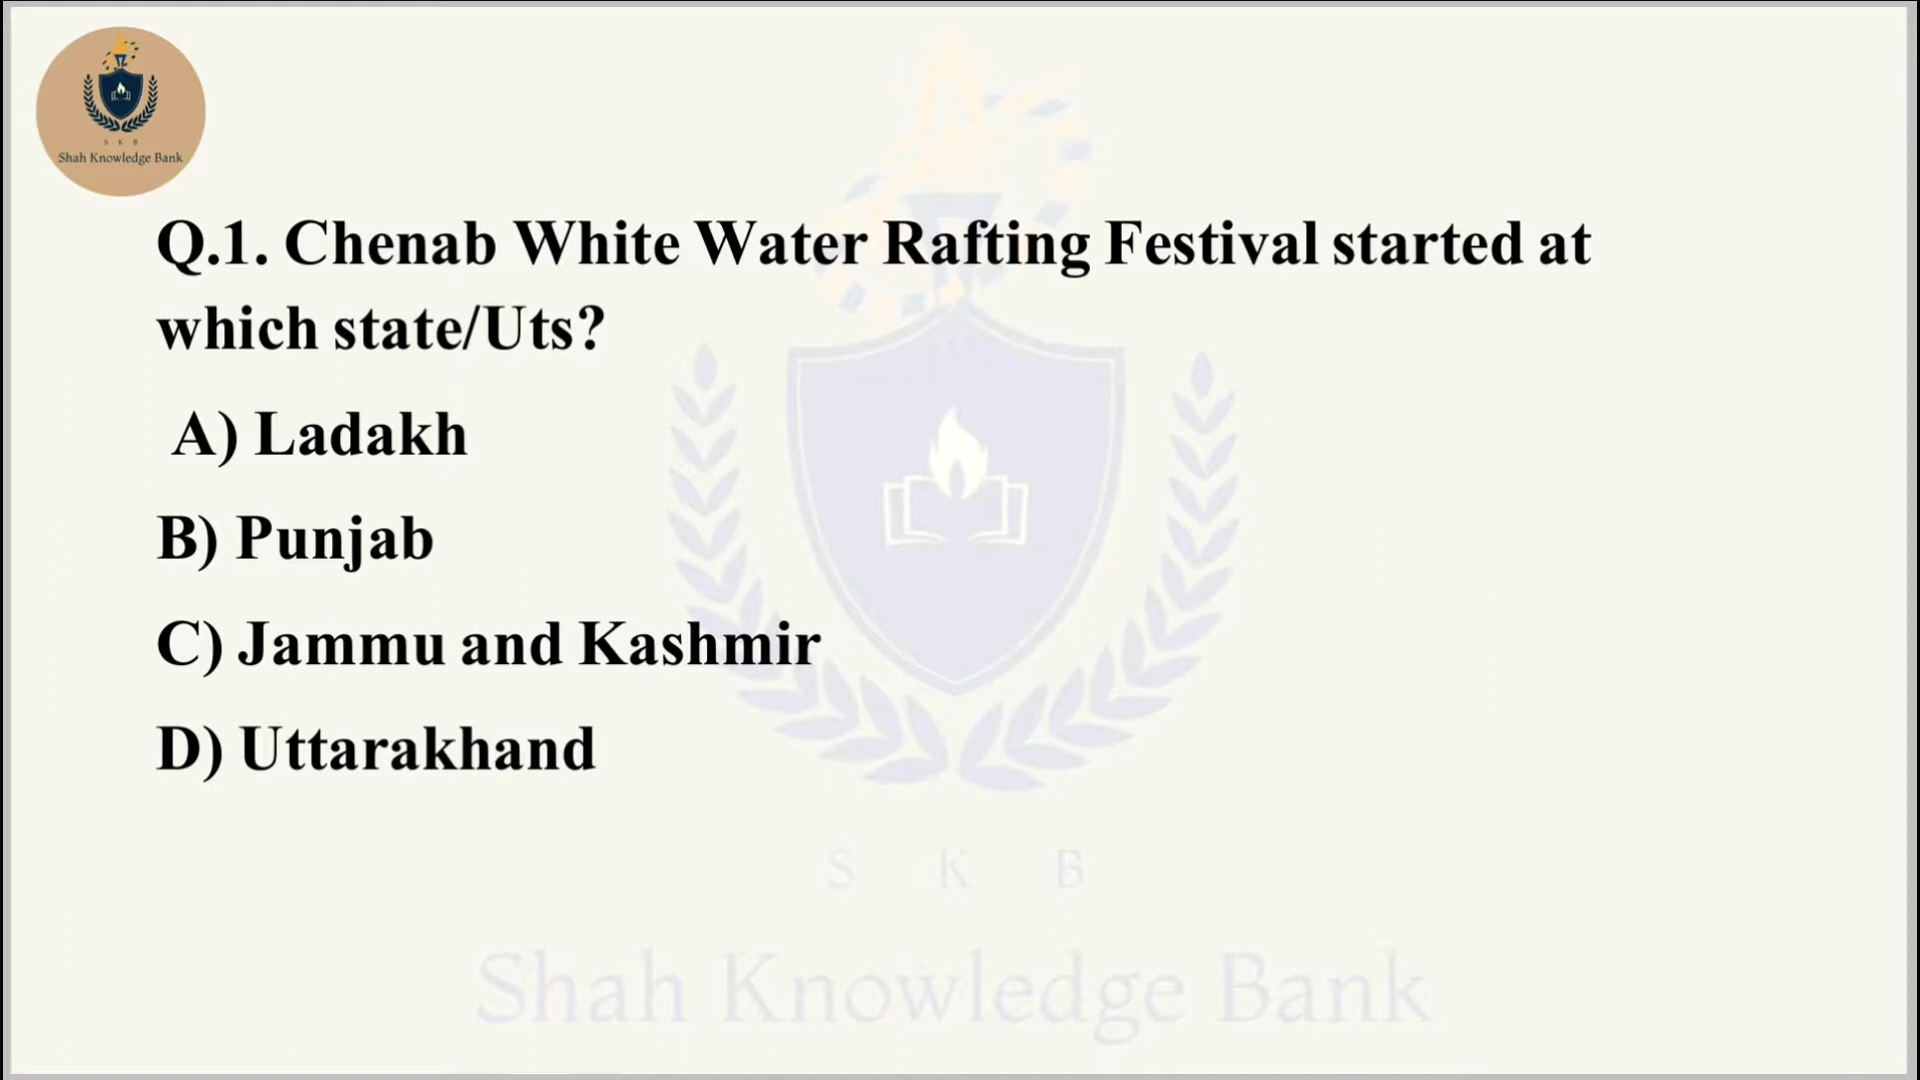 S K B
Shah Knowledge Bank
Q.1. Chenab White Water Rafting Festival started at
which state/Uts?
A) Ladakh
B) Punjab
C) Jammu and Kashmir
D) Uttarakhand
S K B
Shah Knowledge Bank